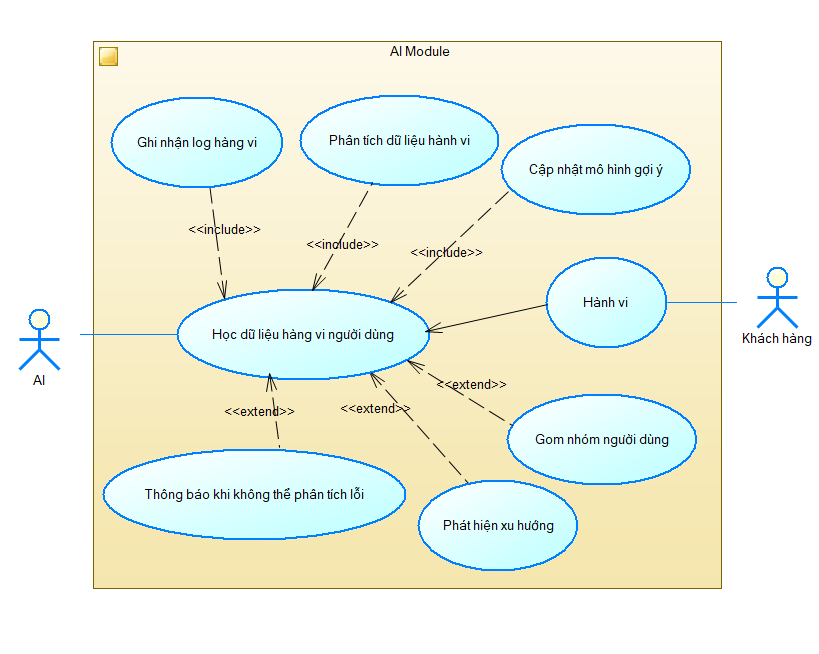 AI Module
Ghi nhận log hàng vi
Phân tích dữ liệu hành vi
Cập nhật mô hình gợi ý
<<include>>
<<include>>
<<include>>
Hành vi
Học dữ liệu hàng vi người dùng
Khách hàng
AI
<<extend>>
<<extend>>
<<extend>>
Gom nhóm người dùng
Thông báo khi không thể phân tích lỗi
Phát hiện xu hướng